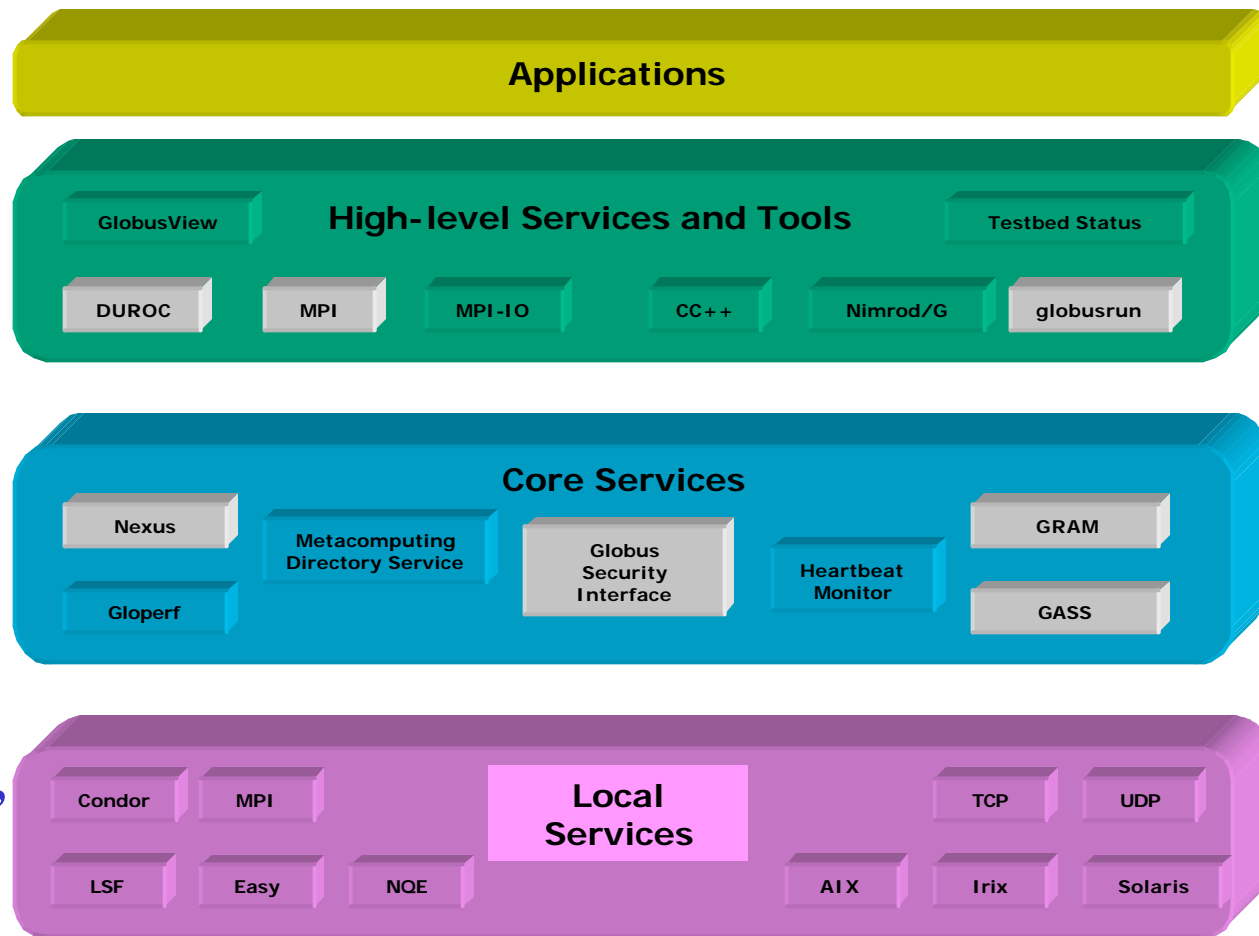 Applications
High-level Services and Tools
GlobusView
Testbed Status
DUROC
MPI
MPI-IO
CC++
Nimrod/G
globusrun
Core Services
Nexus
Metacomputing
Directory Service
Globus
Security
Interface
Heartbeat
Monitor
GRAM
Gloperf
GASS
Local
Services
Condor
MPI
TCP
UDP
LSF
Easy
NQE
AIX
Irix
Solaris